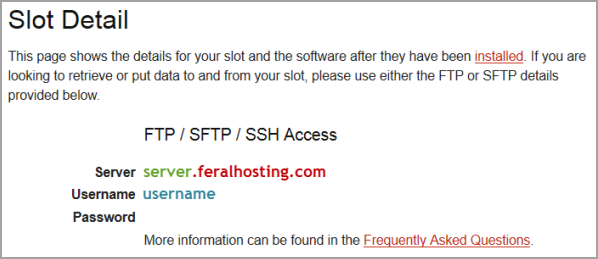 Slot Detail
This page shows the details for your slot and the software after they have been installed. If you are
looking to retrieve or put data to and from your slot, please use either the FTP or SFTP details
provided below.
FTP / SFTP / SSH Access
Server server.feralhosting.com
Username username
Password
More information can be found in the Frequently Asked Questions.